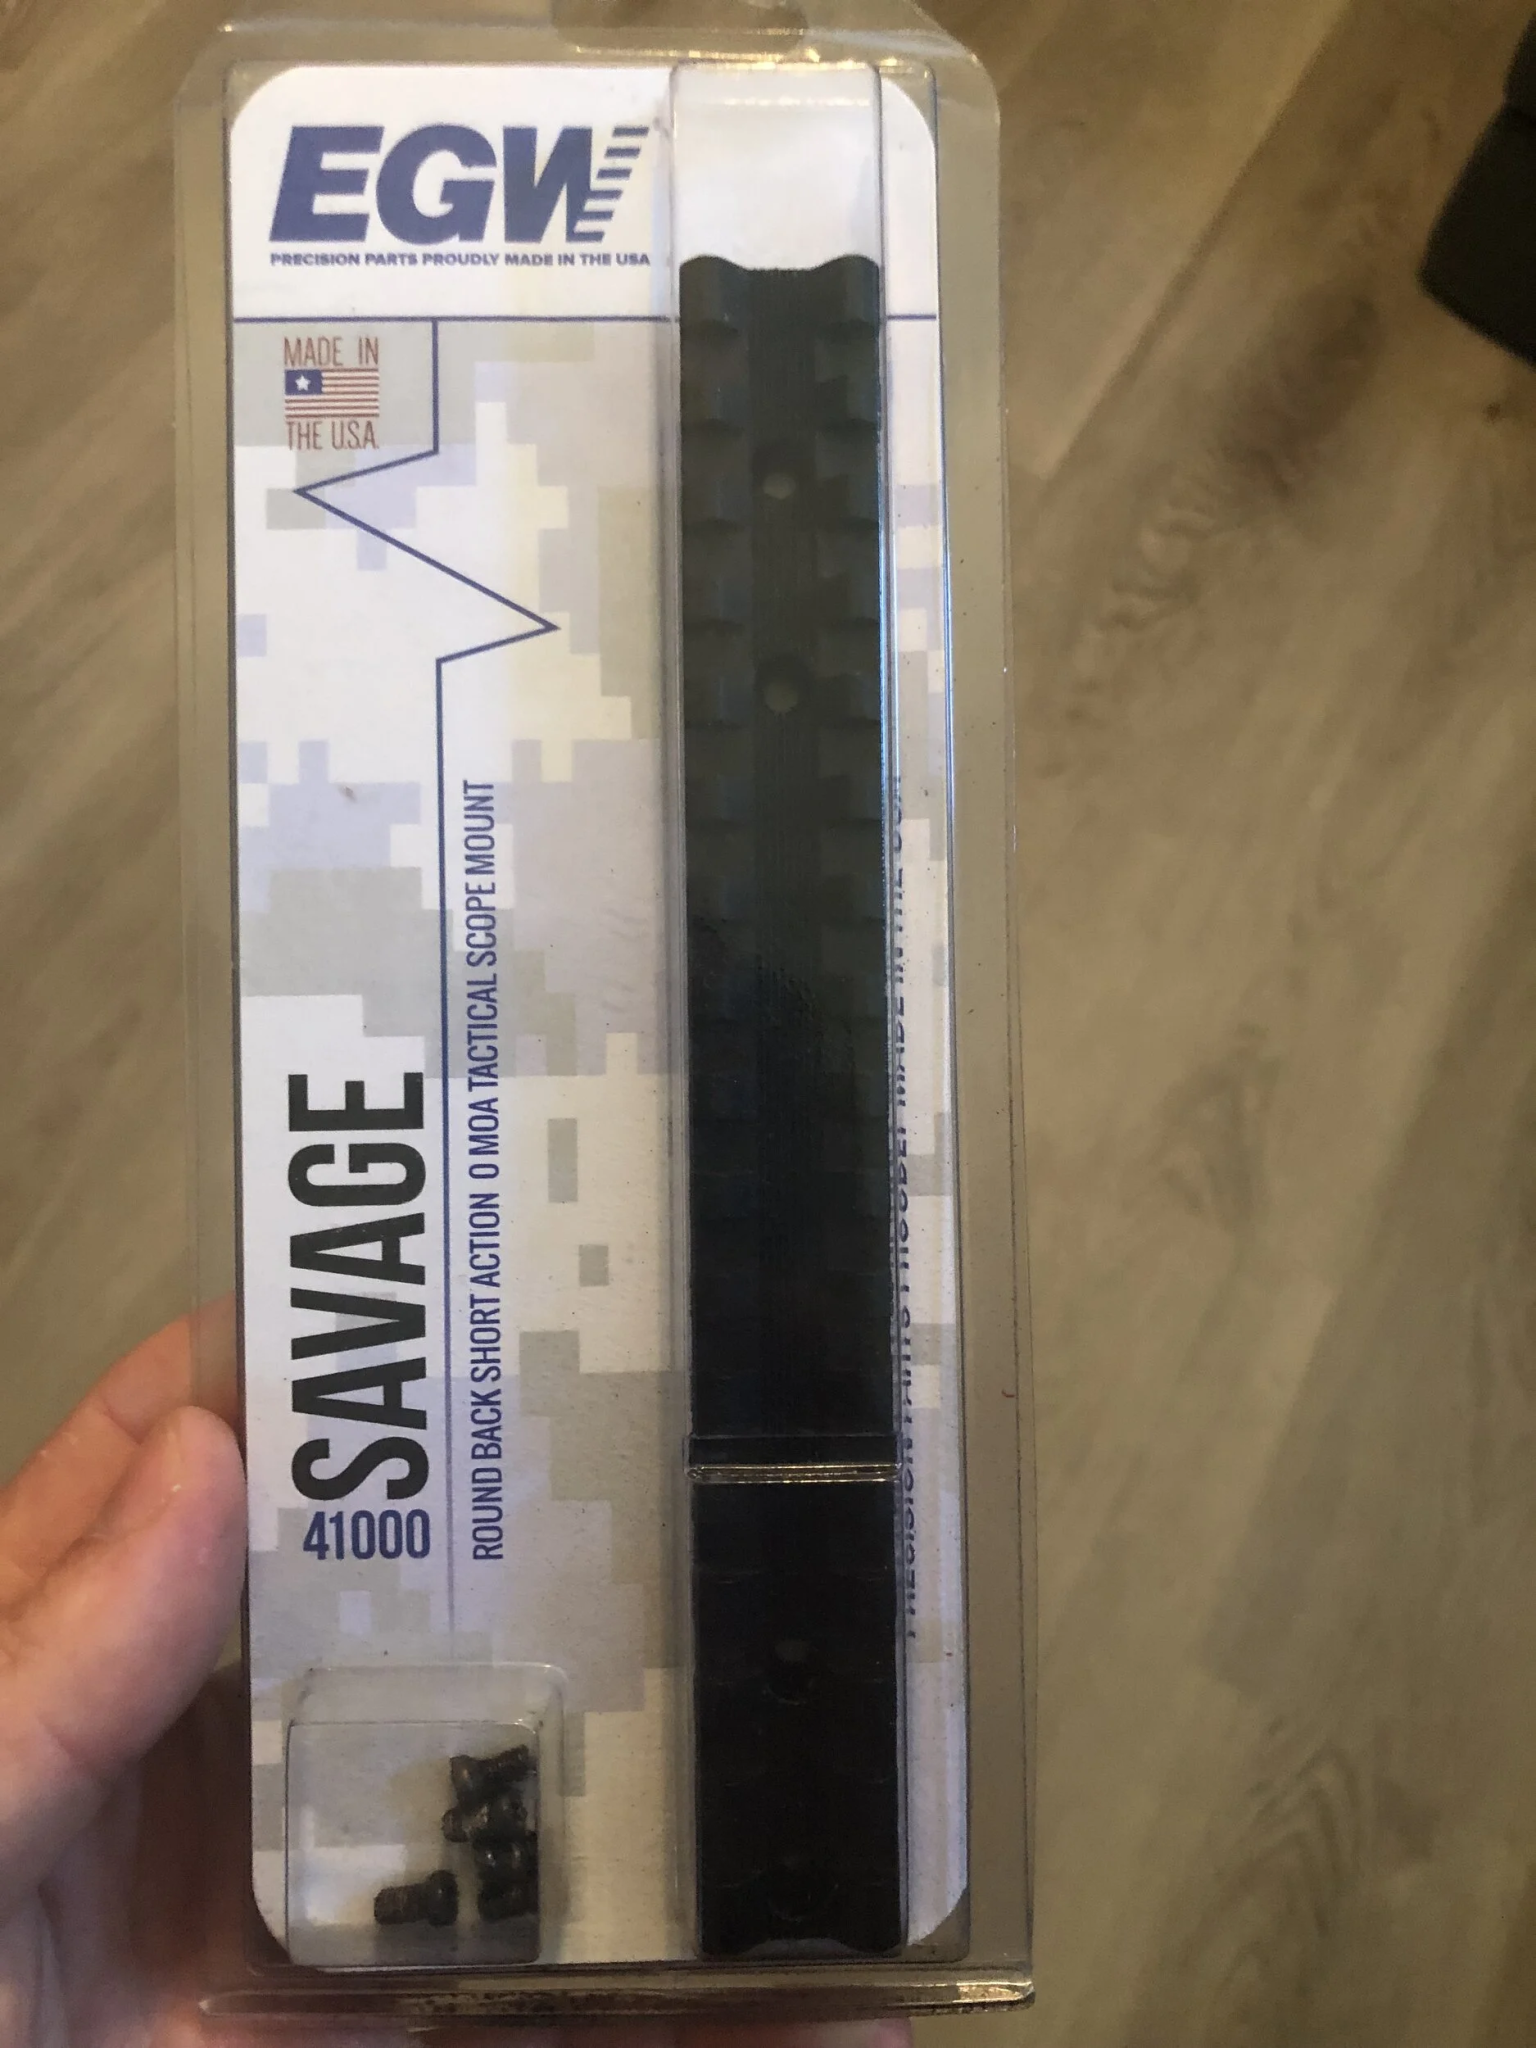 EGW
PRECISION PARTS PROUDLY MADE IN THE USA
MADE IN
THE U.S.A.
SAVAGE
41000
ROUND BACK SHORT ACTION 0 MOA TACTICAL SCOPE MOUNT